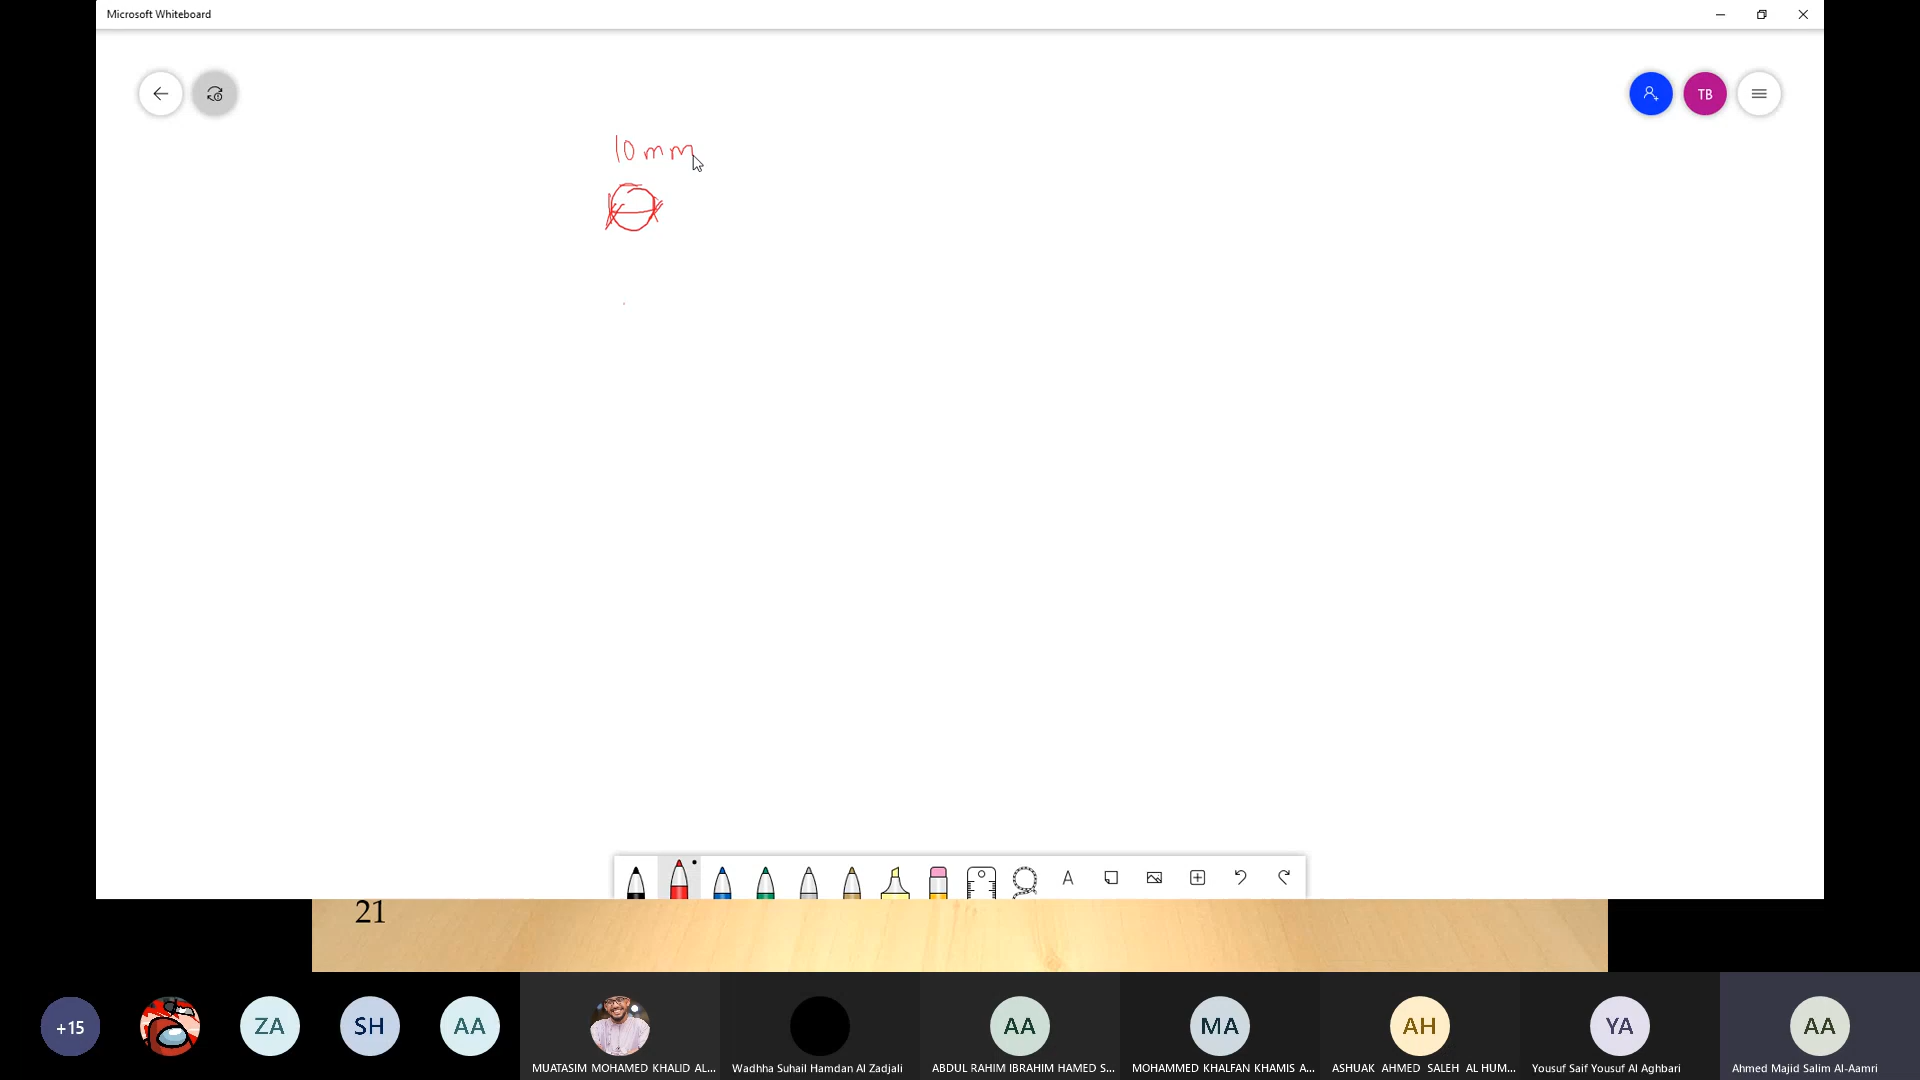 Microsoft Whiteboard
TB
10 mm
A
21
+15
ZA
SH
AA
AA
MA
AH
YA
AA
MUATASIM MOHAMED KHALID AL...
Wadhha Suhail Hamdan Al Zadjali
ABDUL RAHIM IBRAHIM HAMED S...
MOHAMMED KHALFAN KHAMIS A...
ASHUAK AHMED SALEH AL HUM...
Yousuf Saif Yousuf Al Aghbari
Ahmed Majid Salim Al-Aamri